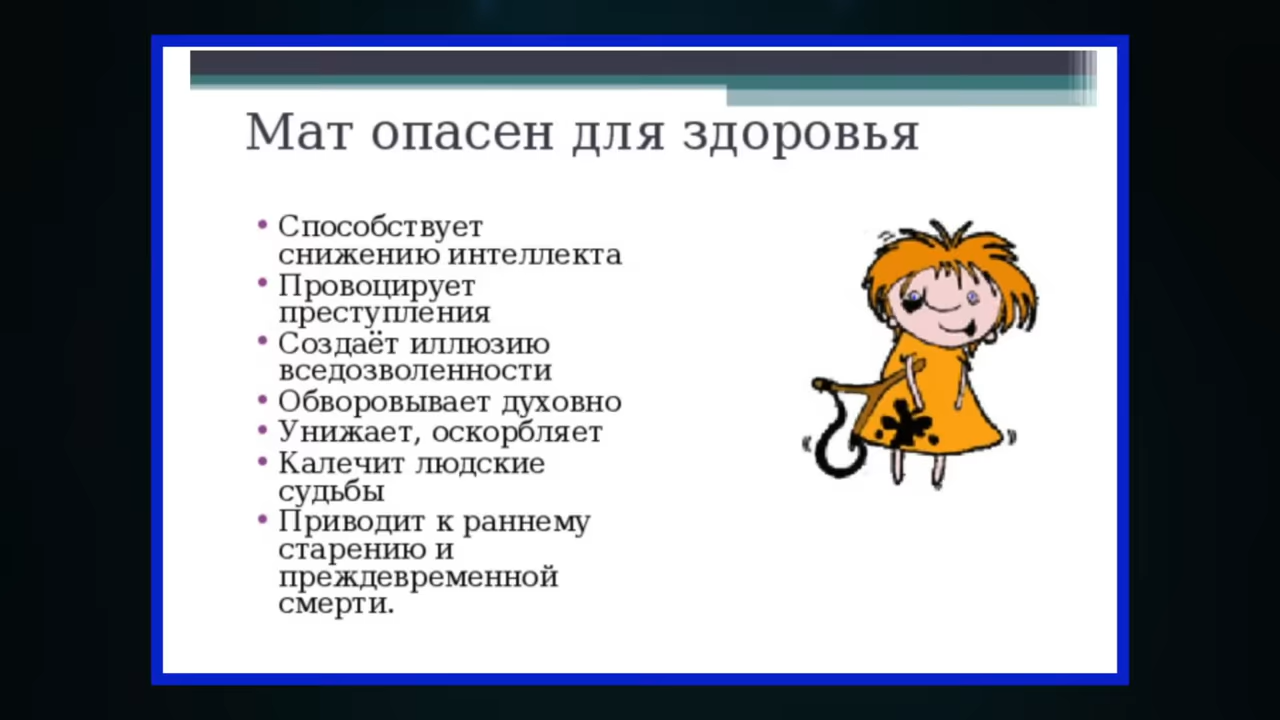 Мат опасен для здоровья
• Способствует
снижению интеллекта
• Провоцирует
преступления
• Создаёт иллюзию
вседозволенности
• Обворовывает духовно
• Унижает, оскорбляет
• Калечит людские
судьбы
• Приводит к раннему
старению и
преждевременной
смерти.